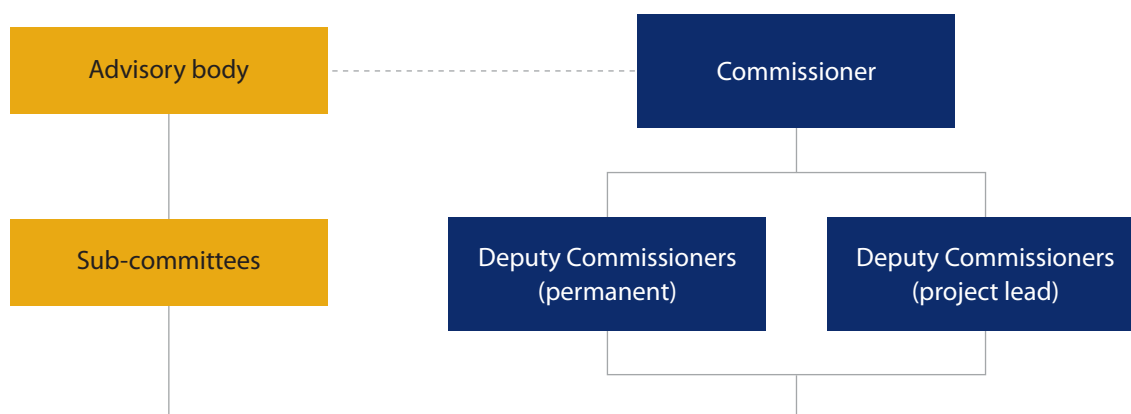 Advisory body
Commissioner
Sub-committees
Deputy Commissioners
(permanent)
Deputy Commissioners
(project lead)